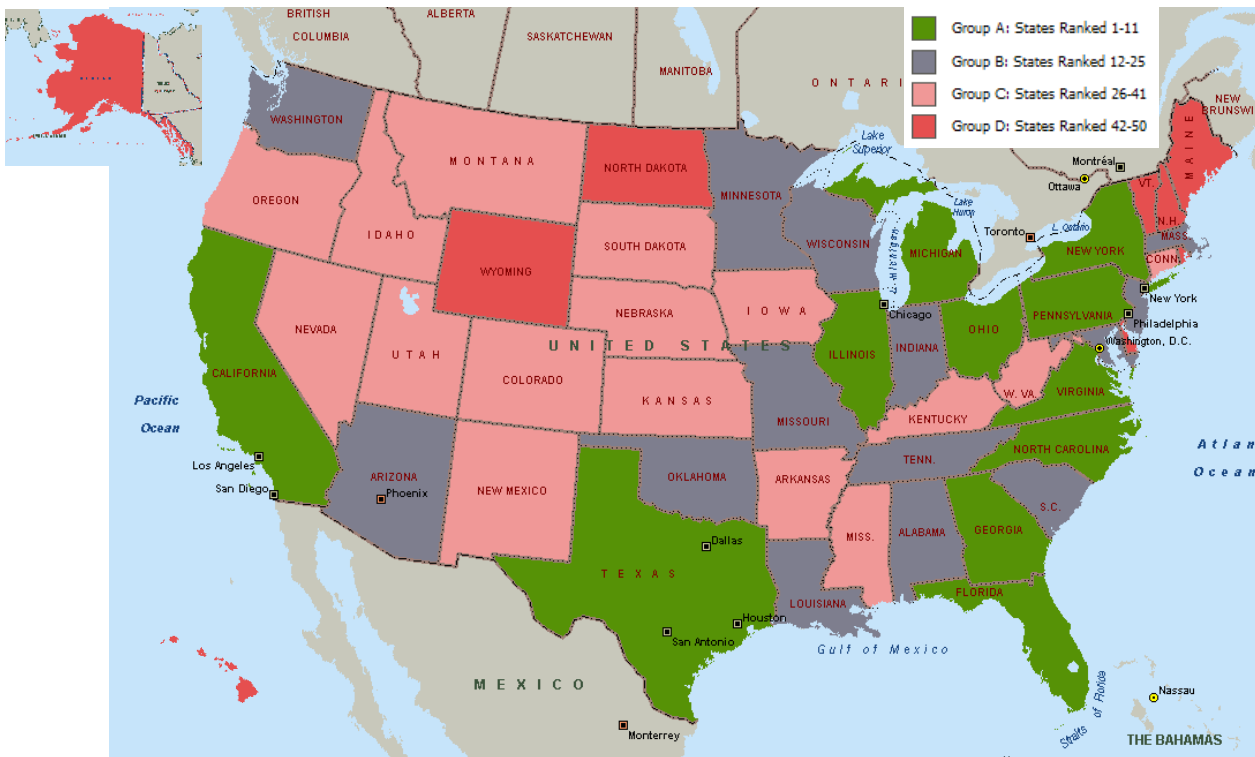 BRITISH
COLUMBIA
ALBERTA
SASKATCHEWAN
MANITOBA
ONTARIO
NEW
BRUNSWI
Group A: States Ranked 1-11
Group B: States Ranked 12-25
Group C: States Ranked 26-41
Group D: States Ranked 42-50
WASHINGTON
MONTANA
NORTH DAKOTA
MINNESOTA
Lake
Superior
Montréal
Ottawa
MAINE
VT.
N.H.
MASS.
CONN.
OREGON
IDAHO
SOUTH DAKOTA
WISCONSIN
MICHIGAN
Lake
Huron
Toronto
L. Ontario
NEW YORK
WYOMING
NEBRASKA
IOWA
Chicago
New York
PENNSYLVANIA
Philadelphia
NEVADA
UTAH
UNITED STATES
ILLINOIS
INDIANA
OHIO
Washington, D.C.
CALIFORNIA
COLORADO
KANSAS
MISSOURI
KENTUCKY
W. VA.
VIRGINIA
Pacific
Ocean
Los Angeles
San Diego
ARIZONA
Phoenix
NEW MEXICO
OKLAHOMA
ARKANSAS
TENN.
NORTH CAROLINA
Atlan
Ocean
S.C.
MISS.
ALABAMA
GEORGIA
Dallas
TEXAS
LOUISIANA
FLORIDA
Houston
San Antonio
Gulf of Mexico
MEXICO
Straits of Florida
Nassau
Monterrey
THE BAHAMAS